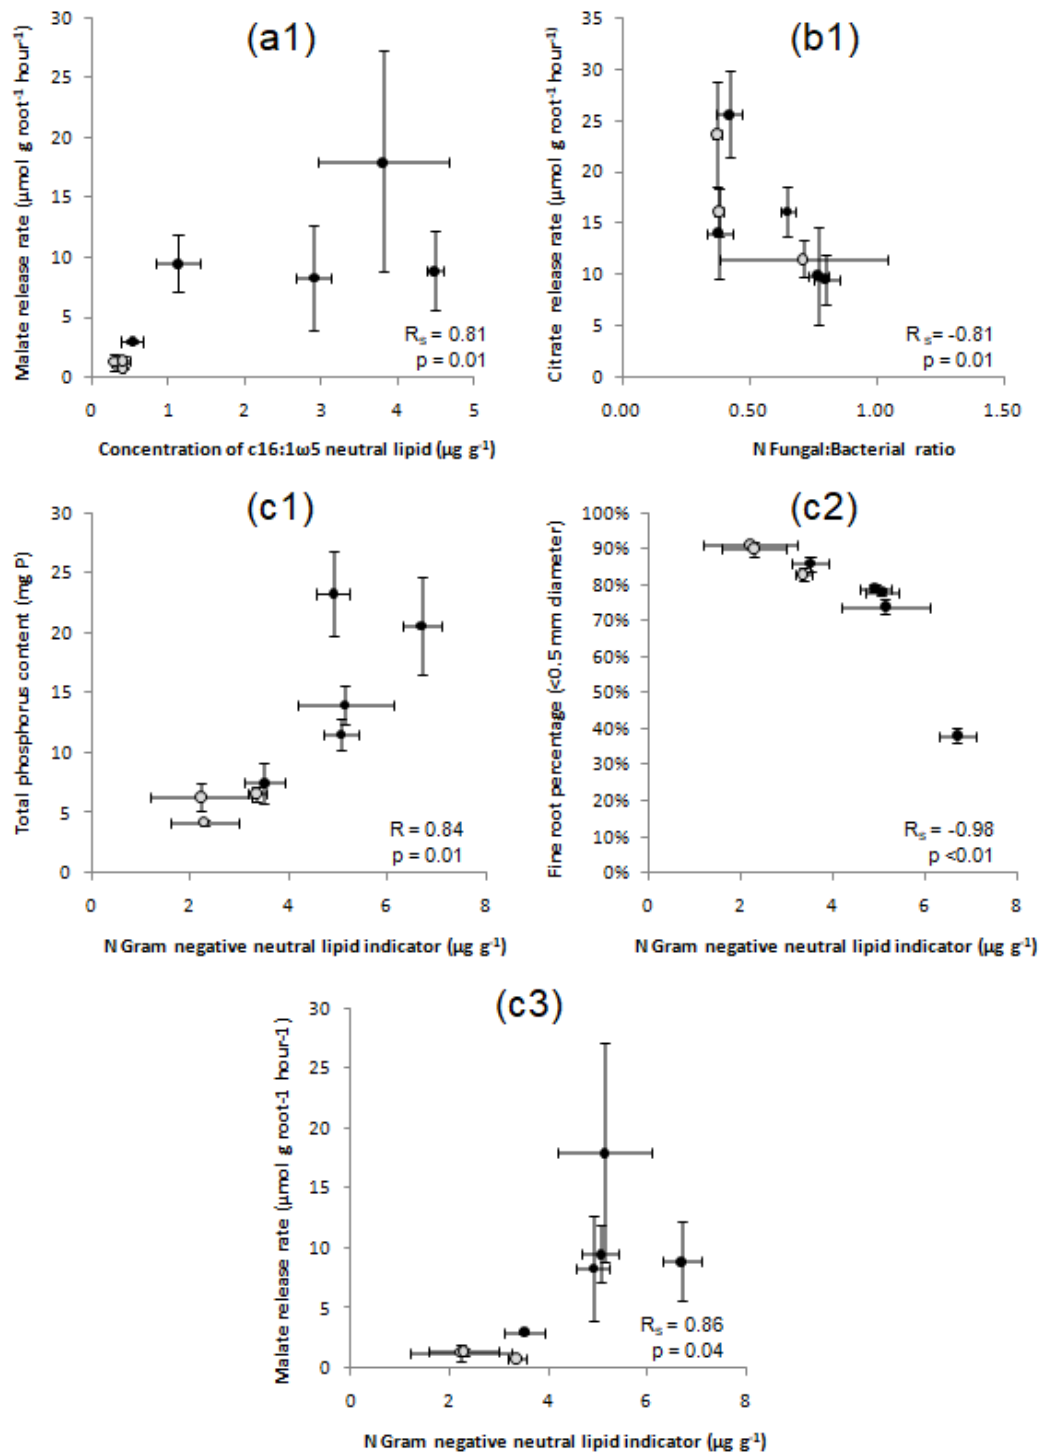 (a1)
Malate release rate (µmol g root⁻¹ hour⁻¹)
30
25
20
15
10
5
0
0 1 2 3 4 5
Rₛ = 0.81
p = 0.01
Concentration of c16:1ω5 neutral lipid (µg g⁻¹)
(b1)
Citrate release rate (µmol g root⁻¹ hour⁻¹)
35
30
25
20
15
10
5
0
0.00 0.50 1.00 1.50
Rₛ = -0.81
p = 0.01
N Fungal:Bacterial ratio
(c1)
Total phosphorus content (mg P)
30
25
20
15
10
5
0
0 2 4 6 8
R = 0.84
p = 0.01
N Gram negative neutral lipid indicator (µg g⁻¹)
(c2)
Fine root percentage (<0.5 mm diameter)
100%
90%
80%
70%
60%
50%
40%
30%
20%
10%
0%
0 2 4 6 8
Rₛ = -0.98
p <0.01
N Gram negative neutral lipid indicator (µg g⁻¹)
(c3)
Malate release rate (µmol g root-1 hour-1)
30
25
20
15
10
5
0
0 2 4 6 8
Rₛ = 0.86
p = 0.04
N Gram negative neutral lipid indicator (µg g⁻¹)